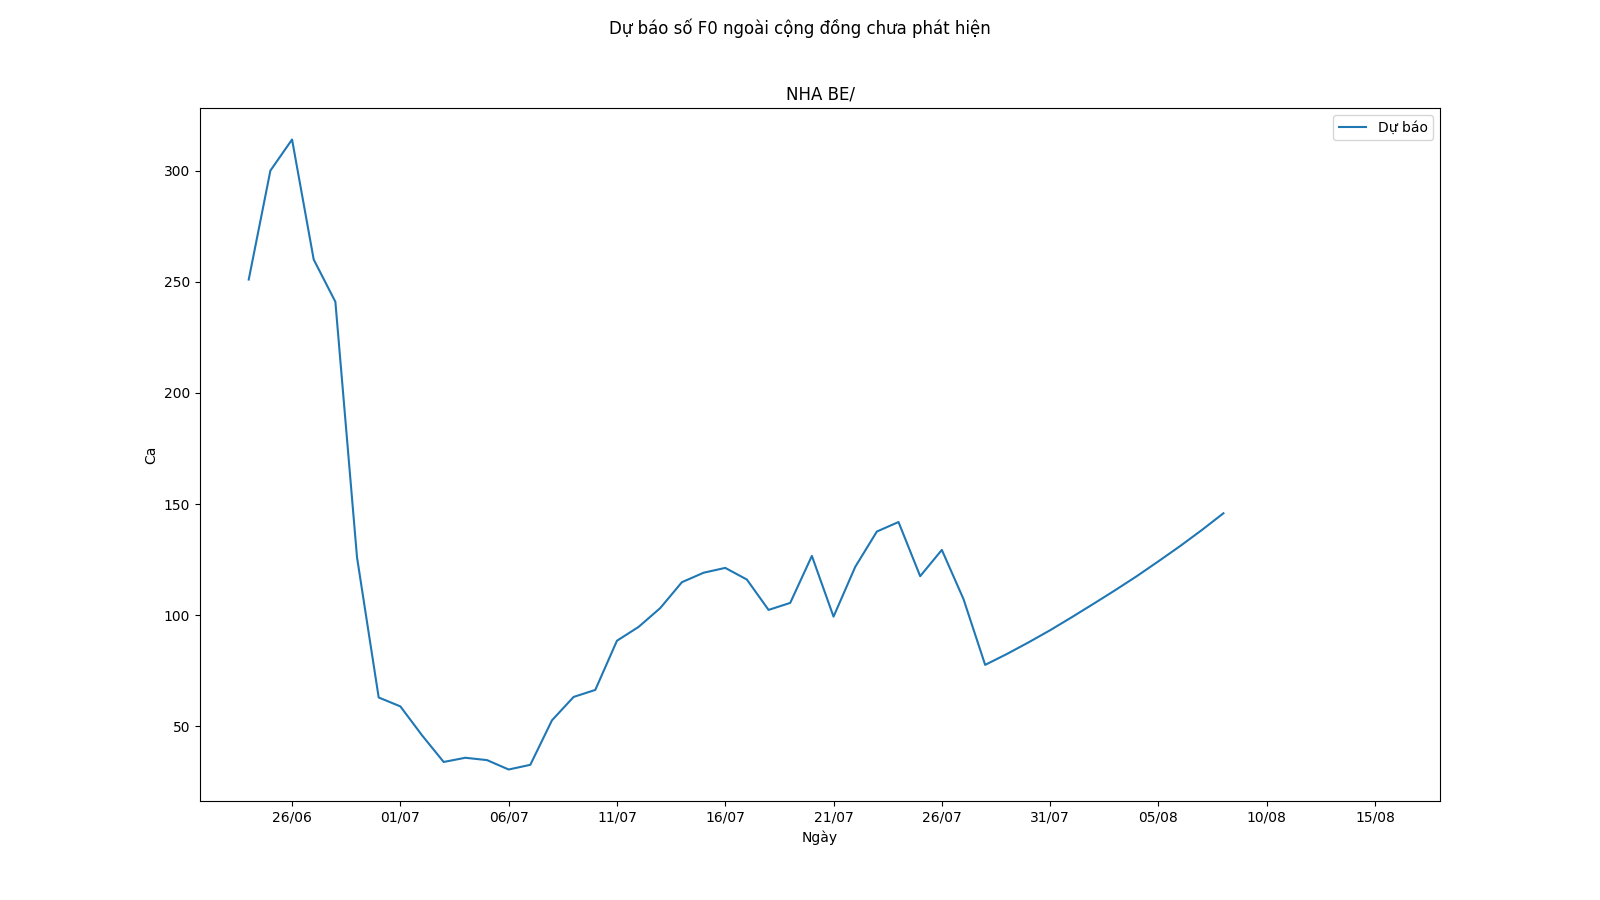 Dự báo số F0 ngoài cộng đồng chưa phát hiện
NHA BE/
Dự báo
300
250
200
150
100
50
Ca
26/06 01/07 06/07 11/07 16/07 21/07 26/07 31/07 05/08 10/08 15/08
Ngày